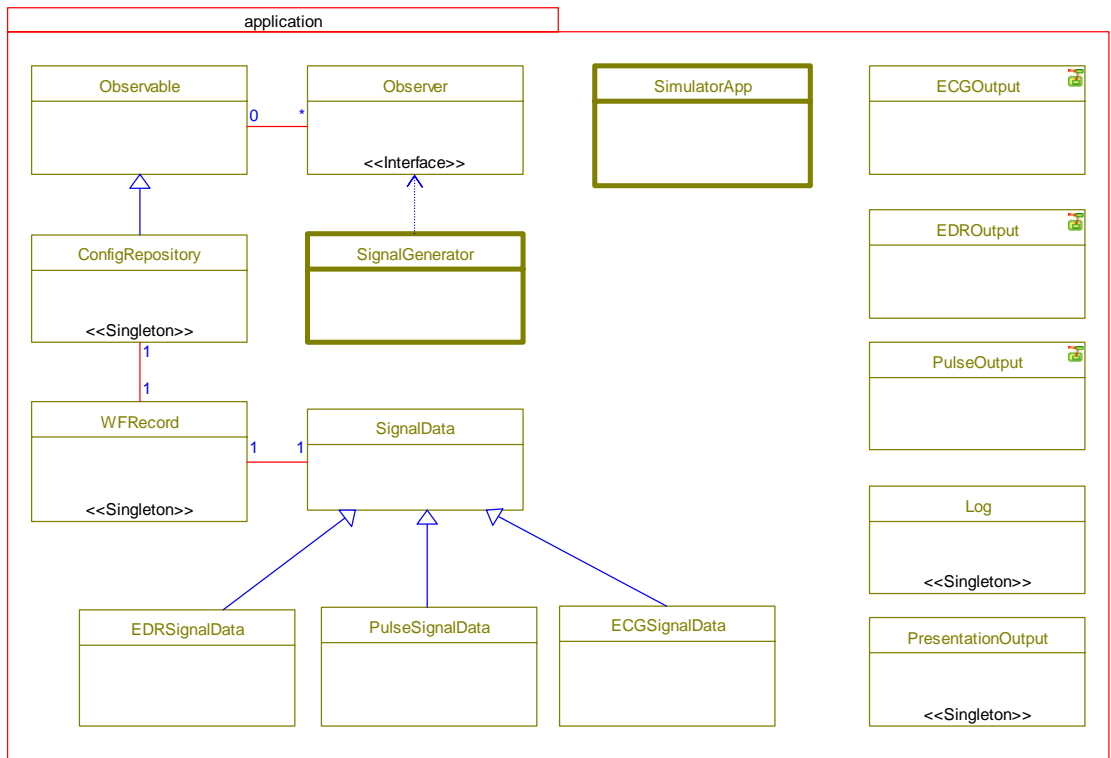 application
Observable
Observer
SimulatorApp
ECGOutput
0
*
<<Interface>>
EDROutput
ConfigRepository
SignalGenerator
<<Singleton>>
1
PulseOutput
1
WFRecord
SignalData
1
1
<<Singleton>>
Log
<<Singleton>>
EDRSignalData
PulseSignalData
ECGSignalData
PresentationOutput
<<Singleton>>